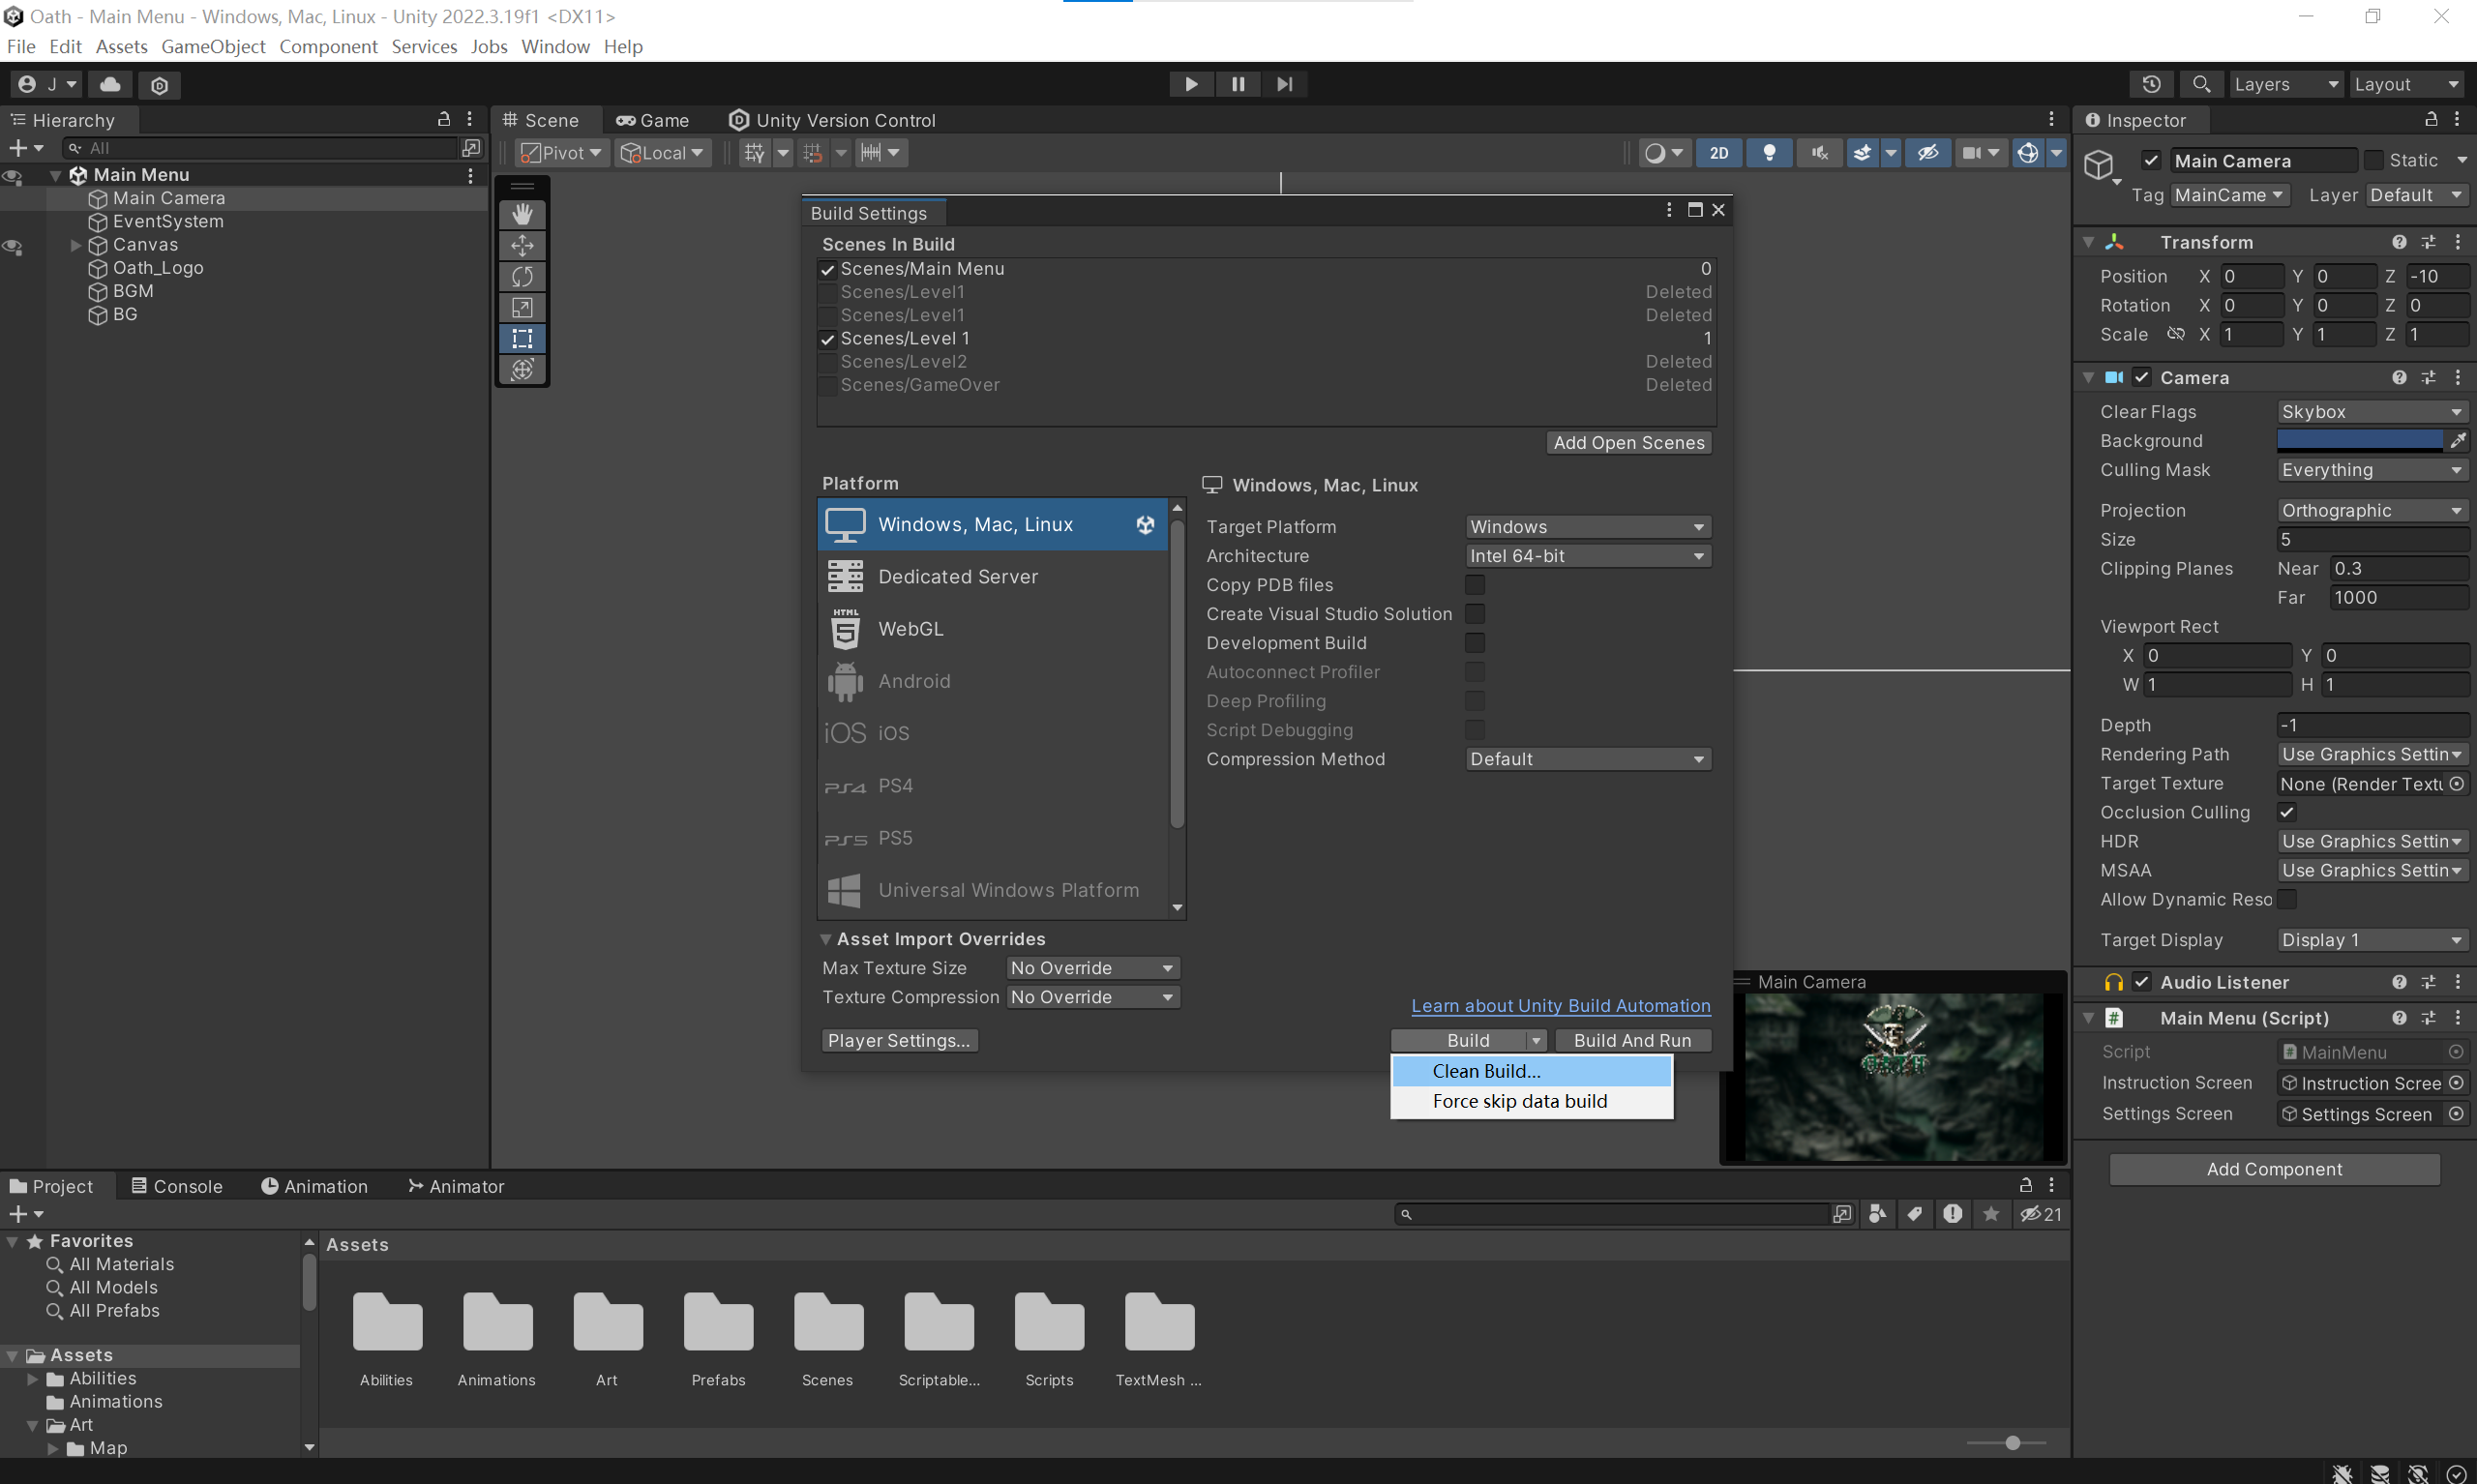 Oath - Main Menu - Windows, Mac, Linux - Unity 2022.3.19f1 <DX11>
File Edit Assets GameObject Component Services Jobs Window Help
J
Layers
Layout
Hierarchy
All
Main Menu
Main Camera
EventSystem
Canvas
Oath_Logo
BGM
BG
Scene
Game
Unity Version Control
Pivot
Local
2D
Build Settings
Scenes In Build
Scenes/Main Menu 0
Scenes/Level1 Deleted
Scenes/Level1 Deleted
Scenes/Level 1 1
Scenes/Level2 Deleted
Scenes/GameOver Deleted
Add Open Scenes
Platform
Windows, Mac, Linux
Dedicated Server
HTML 5 WebGL
Android
iOS iOS
PS4 PS4
PS5 PS5
Universal Windows Platform
Windows, Mac, Linux
Target Platform Windows
Architecture Intel 64-bit
Copy PDB files
Create Visual Studio Solution
Development Build
Autoconnect Profiler
Deep Profiling
Script Debugging
Compression Method Default
Asset Import Overrides
Max Texture Size No Override
Texture Compression No Override
Learn about Unity Build Automation
Player Settings...
Build
Build And Run
Clean Build...
Force skip data build
Main Camera
OATH
Inspector
Main Camera Static
Tag MainCame Layer Default
Transform
Position X 0 Y 0 Z -10
Rotation X 0 Y 0 Z 0
Scale X 1 Y 1 Z 1
Camera
Clear Flags Skybox
Background
Culling Mask Everything
Projection Orthographic
Size 5
Clipping Planes Near 0.3
Far 1000
Viewport Rect
X 0 Y 0
W 1 H 1
Depth -1
Rendering Path Use Graphics Settin
Target Texture None (Render Textu
Occlusion Culling
HDR Use Graphics Settin
MSAA Use Graphics Settin
Allow Dynamic Reso
Target Display Display 1
Audio Listener
# Main Menu (Script)
Script # MainMenu
Instruction Screen Instruction Scree
Settings Screen Settings Screen
Add Component
Project
Console
Animation
Animator
21
Favorites
All Materials
All Models
All Prefabs
Assets
Abilities
Animations
Art
Map
Assets
Abilities
Animations
Art
Prefabs
Scenes
Scriptable...
Scripts
TextMesh ...